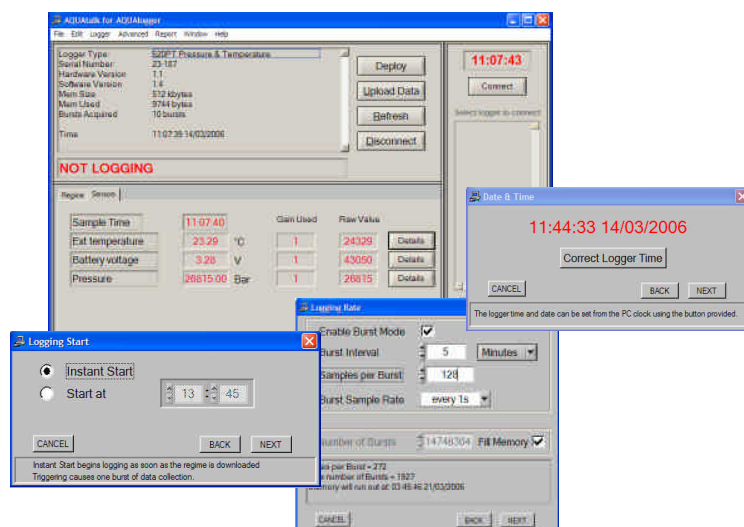 AQUAtalk for AQUAlogger
File Edit Logger Advanced Report Window Help
Logger Type 520PT Pressure & Temperature
Serial Number 23-187
Hardware Version 1.1
Software Version 1.4
Mem Size 512 kbytes
Mem Used 9744 bytes
Bursts Acquired 10 bursts
Time 11:07:39 14/03/2006
Deploy
Upload Data
Refresh
Disconnect
11:07:43
Connect
Select logger to connect
NOT LOGGING
Regime Sensors
Gain Used Raw Value
Sample Time 11:07:40
Ext temperature 23.29 °C 1 24329 Details
Battery voltage 3.28 V 1 43050 Details
Pressure 26815.00 Bar 1 26815 Details
Date & Time
11:44:33 14/03/2006
Correct Logger Time
CANCEL BACK NEXT
The logger time and date can be set from the PC clock using the button provided.
Logging Rate
Enable Burst Mode
Burst Interval 5 Minutes
Samples per Burst 128
Burst Sample Rate every 1s
Number of Bursts 14748364 Fill Memory
per Burst = 272
number of Bursts = 1927
memory will run out at: 03:45:46 21/03/2006
CANCEL BACK NEXT
Logging Start
Instant Start
Start at 13 : 45
CANCEL BACK NEXT
Instant Start begins logging as soon as the regime is downloaded
Triggering causes one burst of data collection.